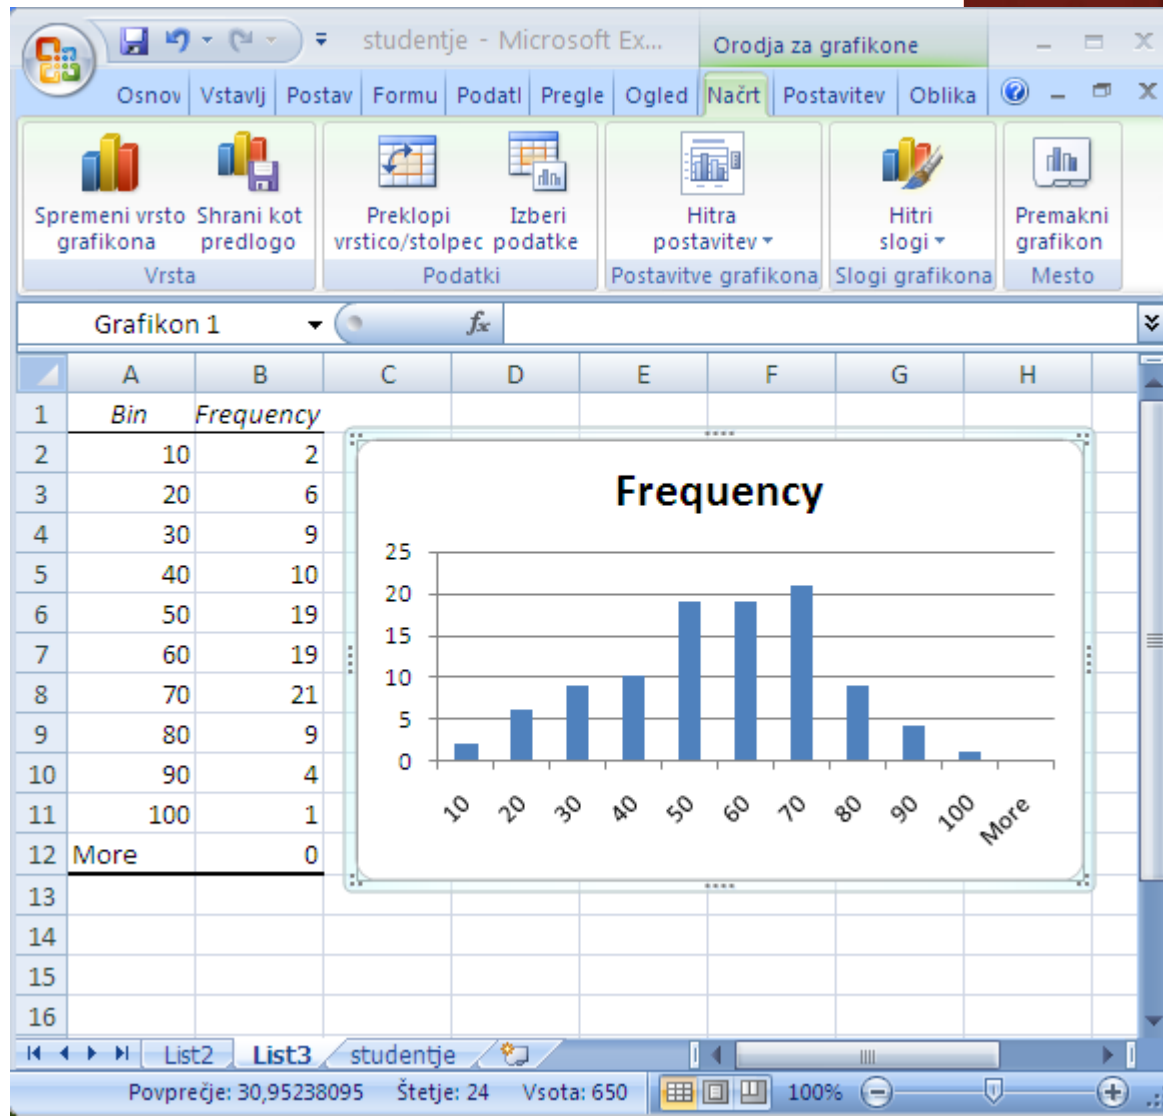 studentje - Microsoft Ex...
Orodja za grafikone
Osnov Vstavlj Postav Formu Podatl Pregle Ogled Načrt Postavitev Oblika
Spremeni vrsto grafikona
Shrani kot predlogo
Preklopi vrstico/stolpec
Izberi podatke
Hitra postavitev
Hitri slogi
Premakni grafikon
Vrsta Podatki Postavitve grafikona Slogi grafikona Mesto
Grafikon 1 fx
A B C D E F G H
1 Bin Frequency
2 10 2
3 20 6
4 30 9
5 40 10
6 50 19
7 60 19
8 70 21
9 80 9
10 90 4
11 100 1
12 More 0
13
14
15
16
Frequency
25
20
15
10
5
0
10 20 30 40 50 60 70 80 90 100 More
List2 List3 studentje
Povprečje: 30,95238095 Štetje: 24 Vsota: 650 100%